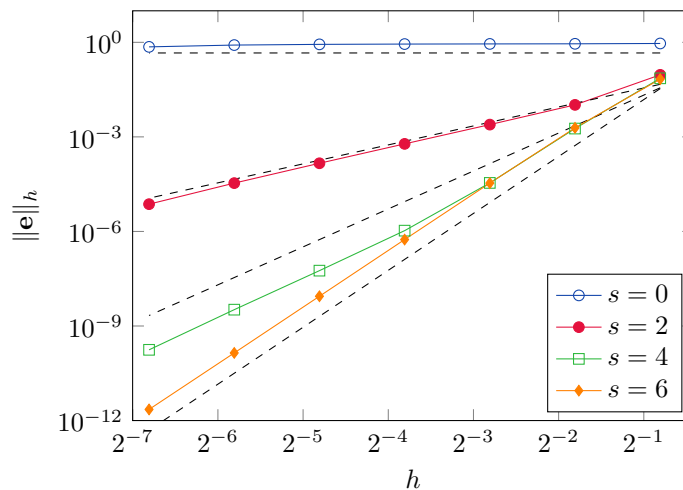 10^0
10^{-3}
10^{-6}
10^{-9}
10^{-12}
‖e‖_h
s = 0
s = 2
s = 4
s = 6
2^{-7} 2^{-6} 2^{-5} 2^{-4} 2^{-3} 2^{-2} 2^{-1}
h